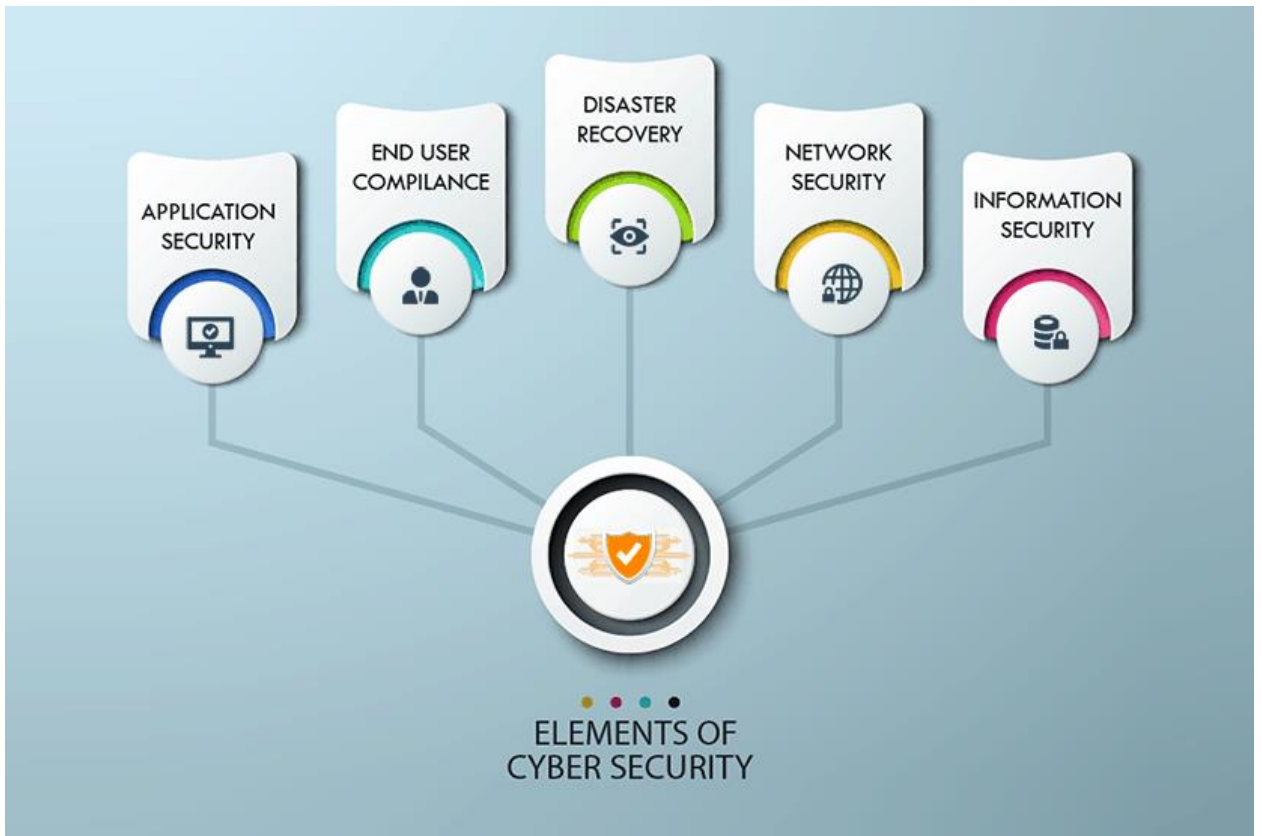 APPLICATION
SECURITY
END USER
COMPILANCE
DISASTER
RECOVERY
NETWORK
SECURITY
INFORMATION
SECURITY
ELEMENTS OF
CYBER SECURITY